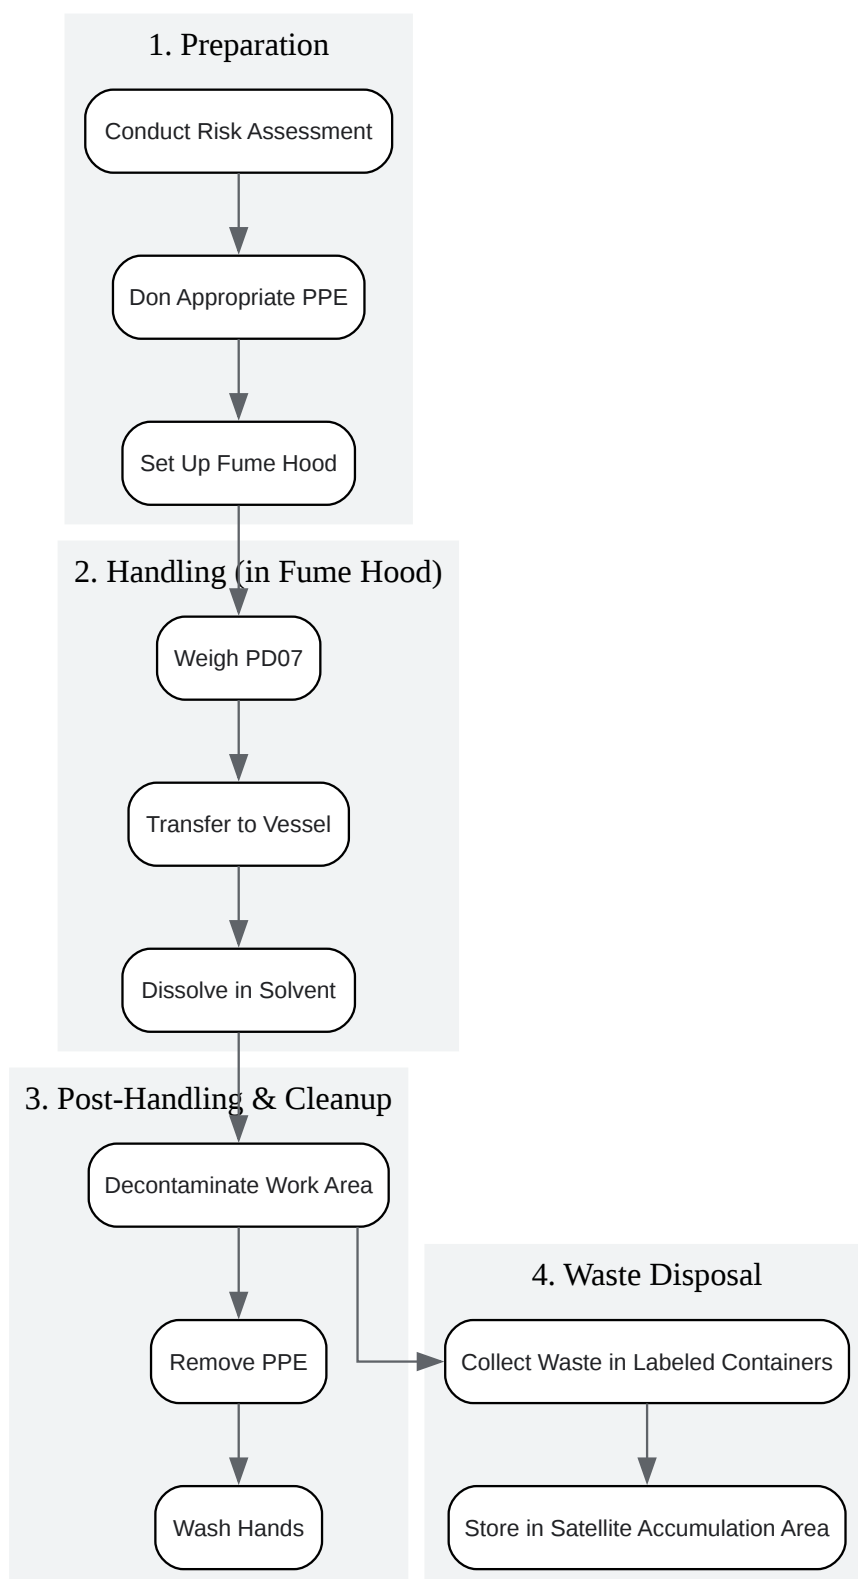 1. Preparation
Conduct Risk Assessment
Don Appropriate PPE
Set Up Fume Hood
2. Handling (in Fume Hood)
Weigh PD07
Transfer to Vessel
Dissolve in Solvent
3. Post-Handling & Cleanup
Decontaminate Work Area
Remove PPE
Wash Hands
4. Waste Disposal
Collect Waste in Labeled Containers
Store in Satellite Accumulation Area